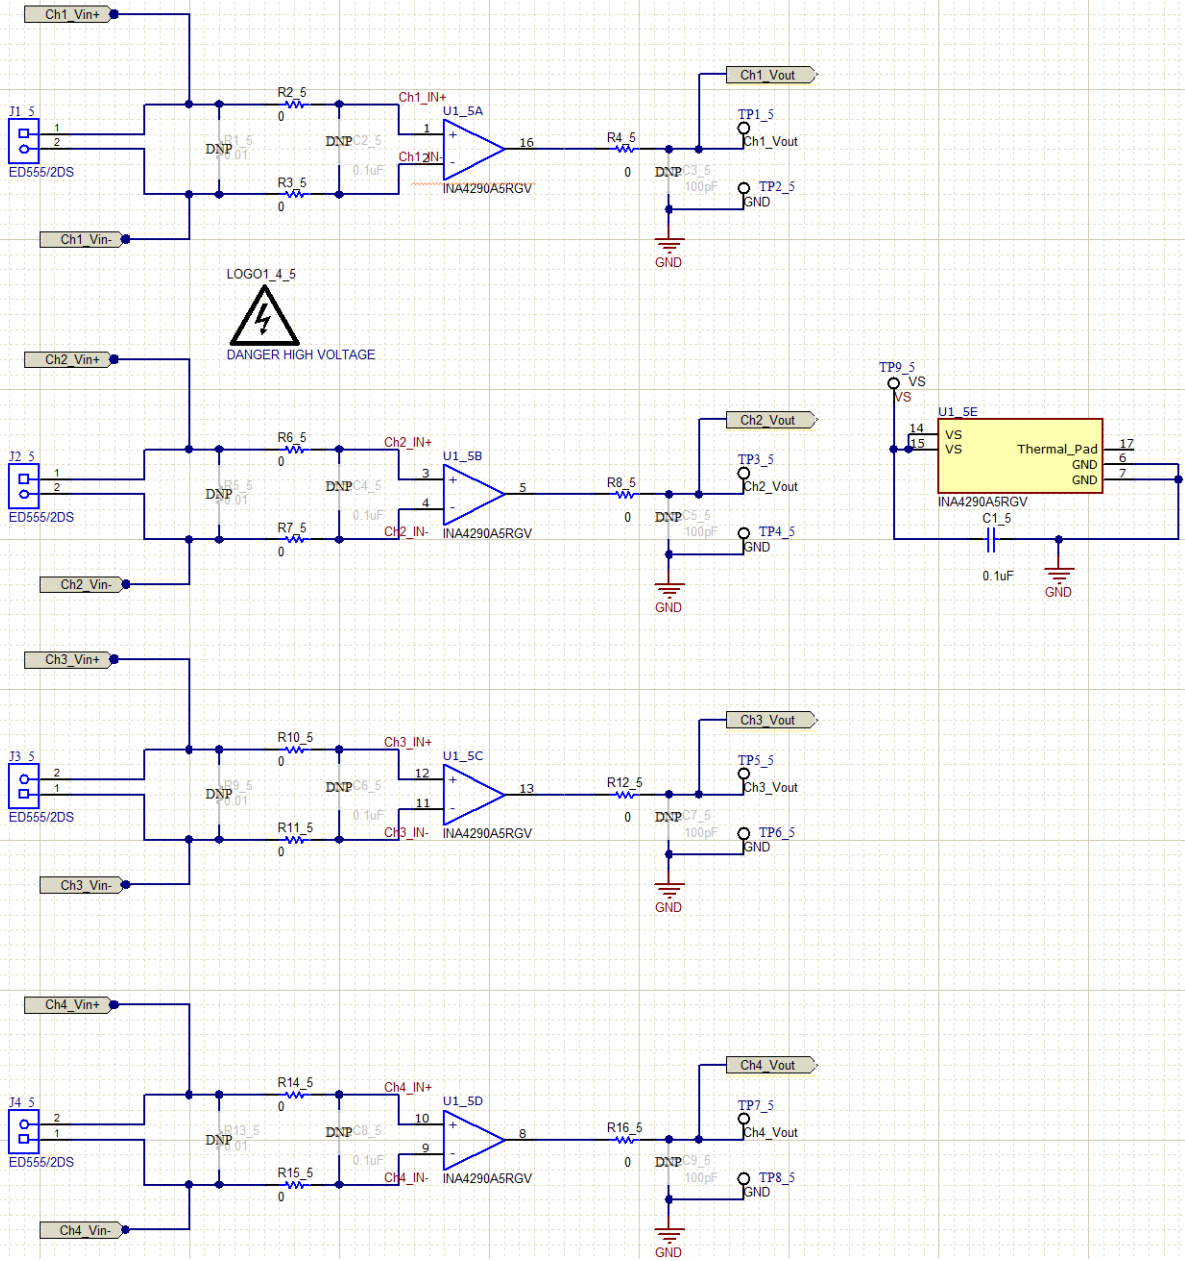 Ch1_Vin+
Ch1_Vout
R2_5
0
Ch1_IN+
J1_5
U1_5A
TP1_5
1
2
DNP
R1_5
0.01
DNP
C2_5
0.1uF
1
+
Ch1_IN-
2
-
16
R4_5
0
Ch1_Vout
DNP
C3_5
100pF
ED555/2DS
R3_5
0
INA4290A5RGV
TP2_5
GND
Ch1_Vin-
GND
LOGO1_4_5
DANGER HIGH VOLTAGE
Ch2_Vin+
TP9_5
VS
VS
Ch2_Vout
U1_5E
14
VS
15
VS
Thermal_Pad
17
GND
6
GND
7
INA4290A5RGV
C1_5
0.1uF
GND
R6_5
0
Ch2_IN+
J2_5
U1_5B
TP3_5
1
2
DNP
R5_5
0.01
DNP
C4_5
0.1uF
3
+
4
-
5
R8_5
0
Ch2_Vout
DNP
C5_5
100pF
ED555/2DS
R7_5
0
Ch2_IN-
INA4290A5RGV
TP4_5
GND
Ch2_Vin-
GND
Ch3_Vin+
Ch3_Vout
R10_5
0
Ch3_IN+
J3_5
U1_5C
TP5_5
2
1
DNP
R9_5
0.01
DNP
C6_5
0.1uF
12
+
11
-
13
R12_5
0
Ch3_Vout
DNP
C7_5
100pF
ED555/2DS
R11_5
0
Ch3_IN-
INA4290A5RGV
TP6_5
GND
Ch3_Vin-
GND
Ch4_Vin+
Ch4_Vout
R14_5
0
Ch4_IN+
J4_5
U1_5D
TP7_5
2
1
DNP
R13_5
0.01
DNP
C8_5
0.1uF
10
+
9
-
8
R16_5
0
Ch4_Vout
DNP
C9_5
100pF
ED555/2DS
R15_5
0
Ch4_IN-
INA4290A5RGV
TP8_5
GND
Ch4_Vin-
GND